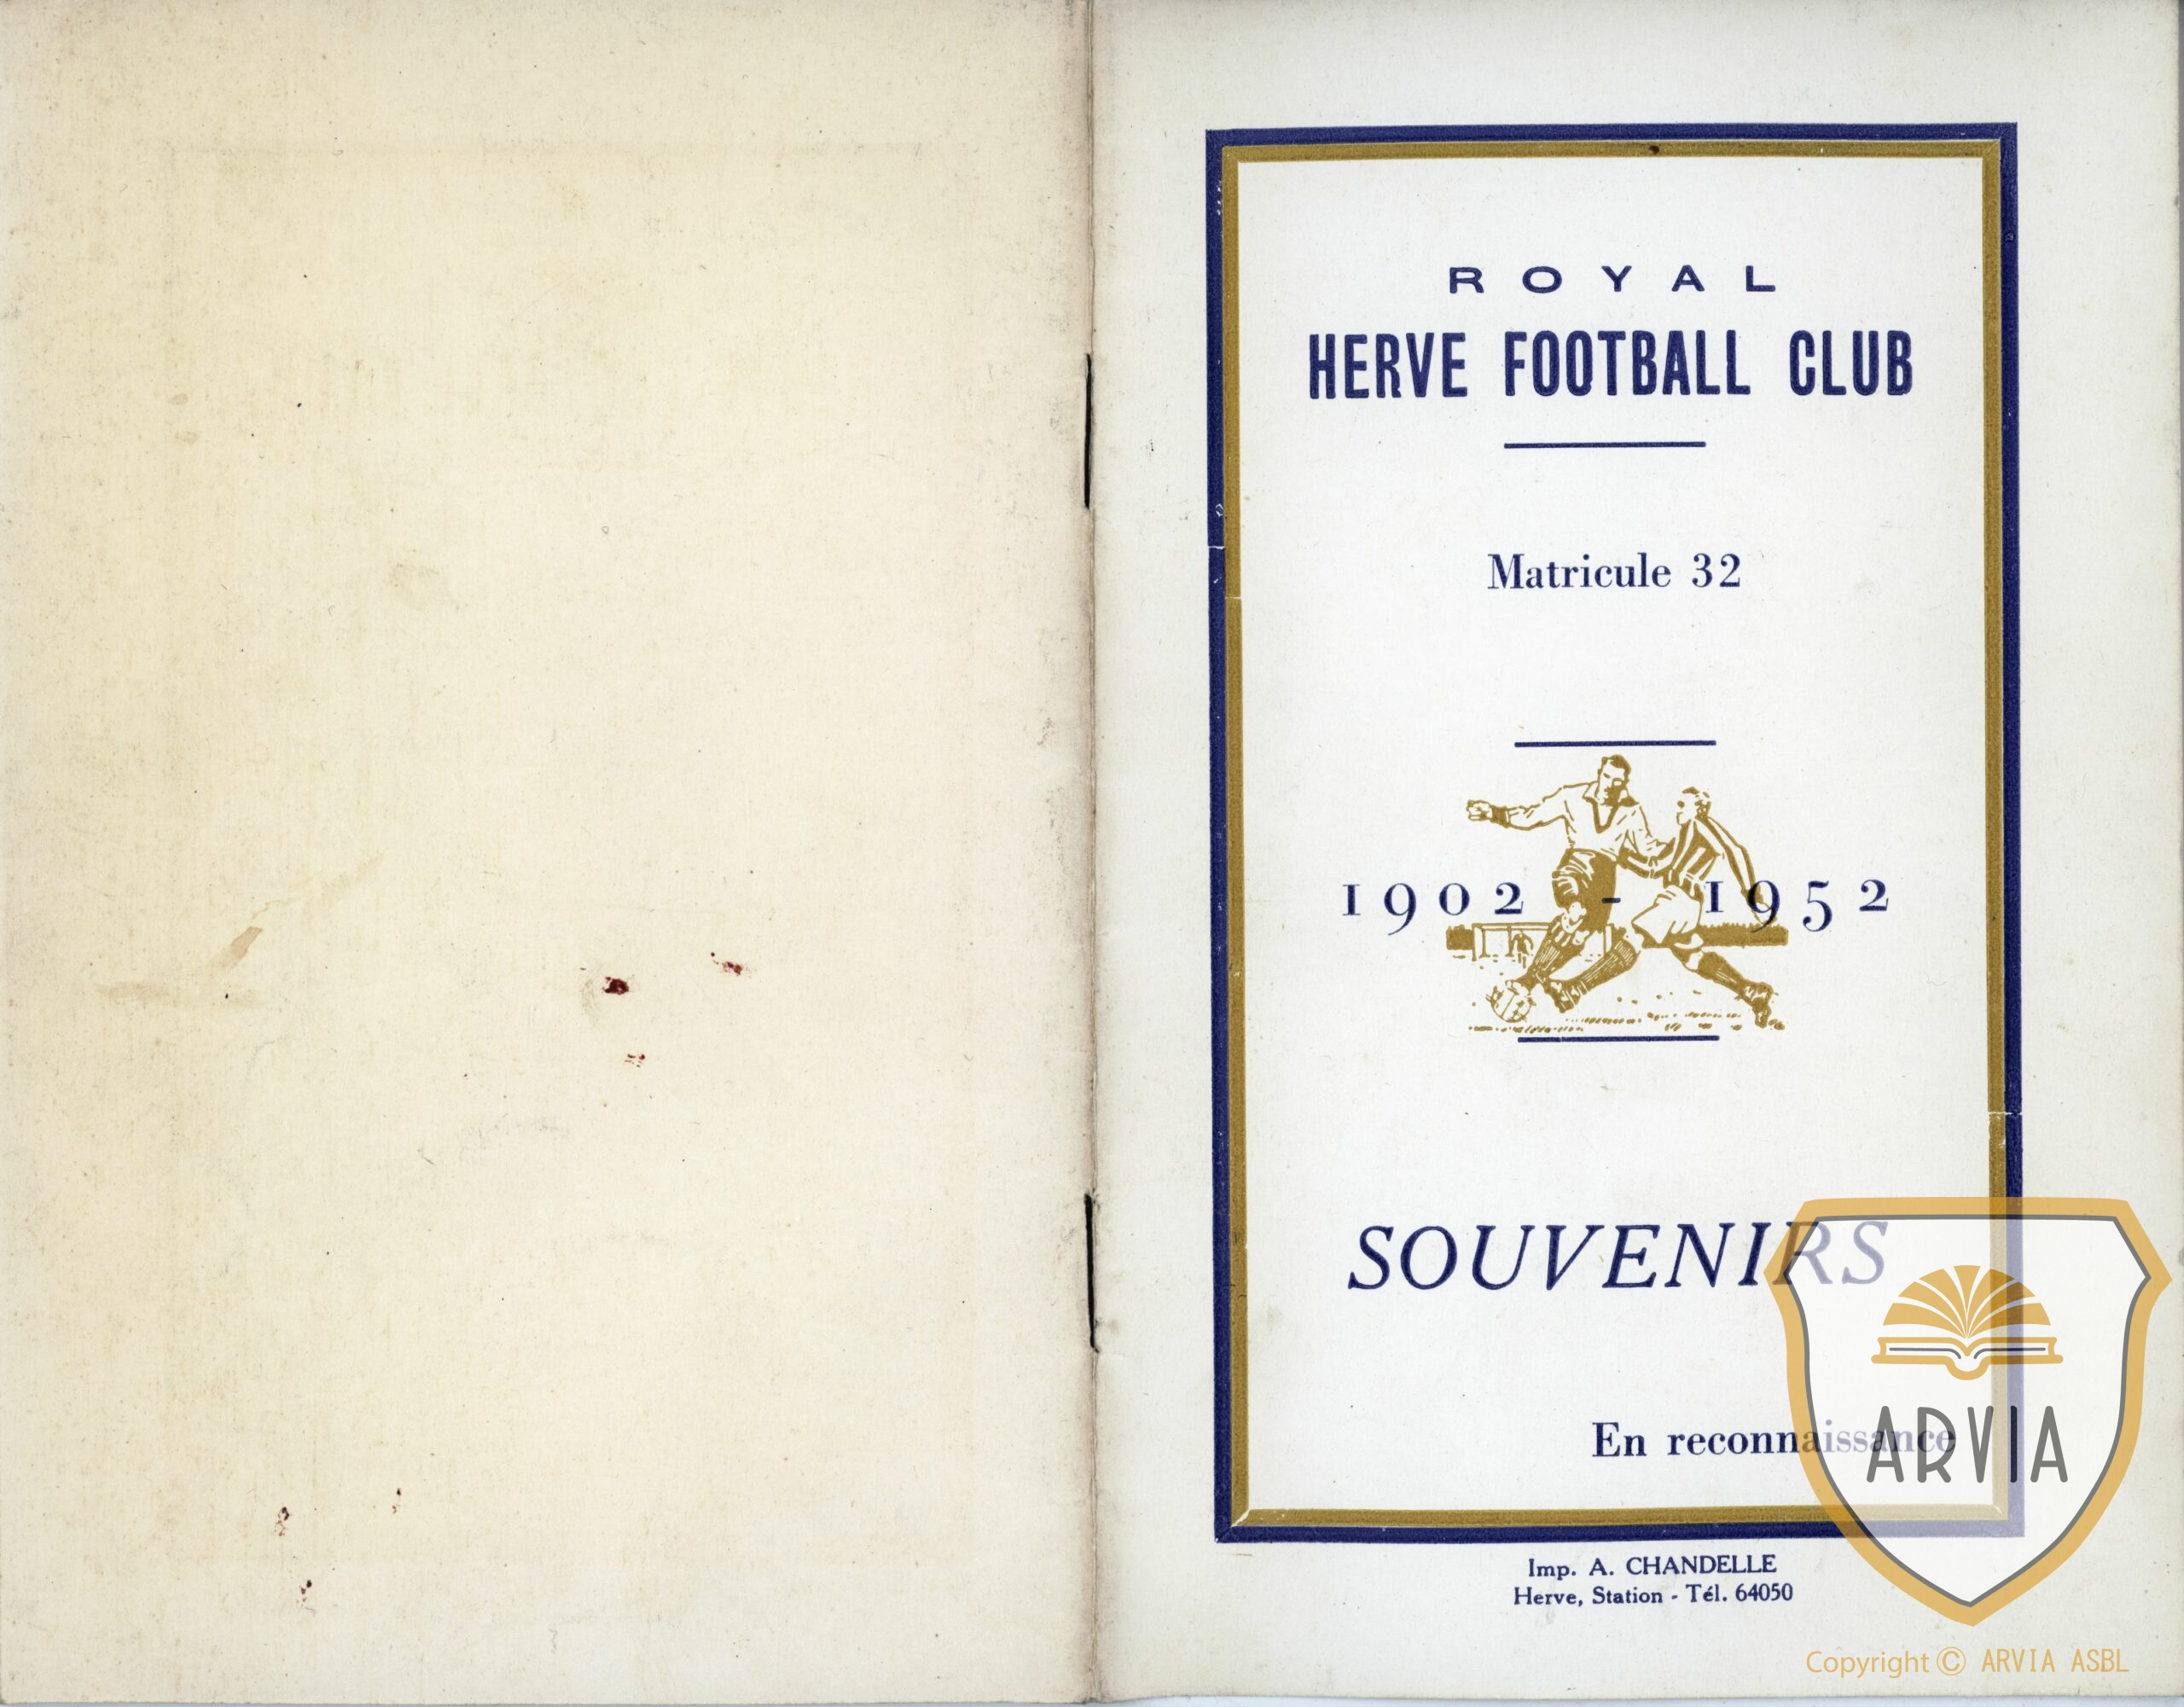 ROYAL
HERVE FOOTBALL CLUB
Matricule 32
1902 - 1952
SOUVENIRS
En reconnaissance
ARVIA
Imp. A. CHANDELLE
Herve, Station - Tél. 64050
Copyright © ARVIA ASBL